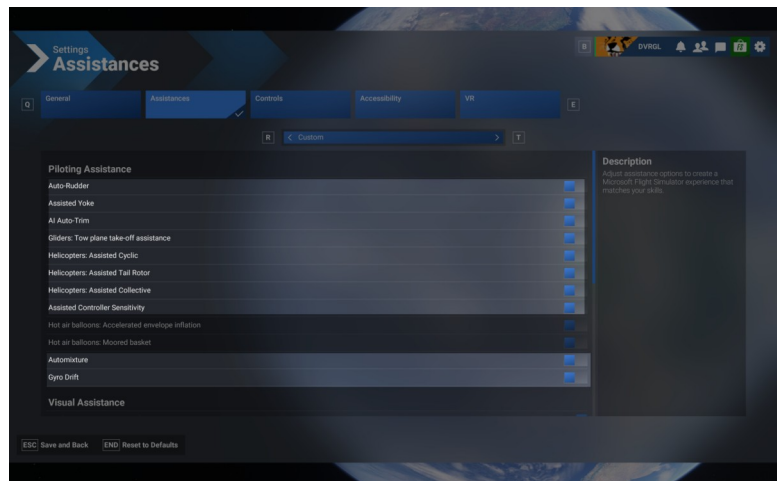 Settings
Assistances
B
DVRGL
Q
General
Assistances
Controls
Accessibility
VR
E
R
< Custom >
T
Piloting Assistance
Auto-Rudder
Assisted Yoke
AI Auto-Trim
Gliders: Tow plane take-off assistance
Helicopters: Assisted Cyclic
Helicopters: Assisted Tail Rotor
Helicopters: Assisted Collective
Assisted Controller Sensitivity
Hot air balloons: Accelerated envelope inflation
Hot air balloons: Moored basket
Automixture
Gyro Drift
Visual Assistance
Description
Adjust assistance options to create a
Microsoft Flight Simulator experience that
matches your skills.
ESC Save and Back
END Reset to Defaults